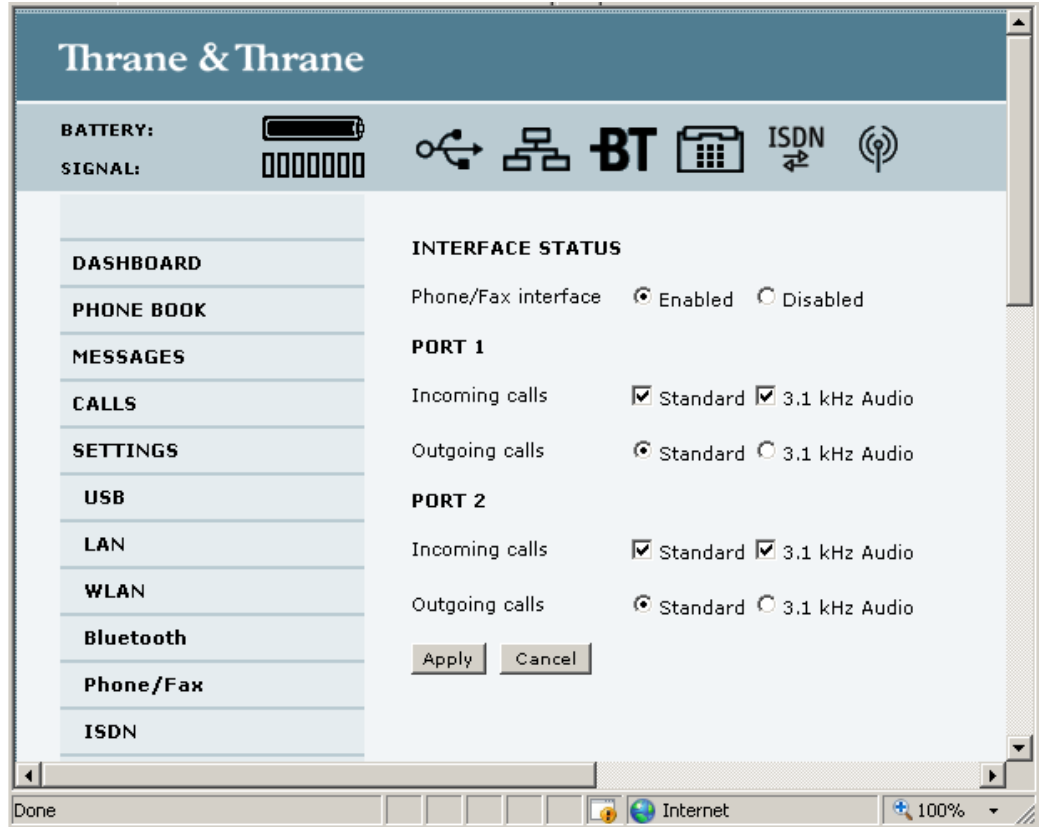 Thrane & Thrane
BATTERY:
SIGNAL:
BT
ISDN
DASHBOARD
PHONE BOOK
MESSAGES
CALLS
SETTINGS
USB
LAN
WLAN
Bluetooth
Phone/Fax
ISDN
INTERFACE STATUS
Phone/Fax interface Enabled Disabled
PORT 1
Incoming calls Standard 3.1 kHz Audio
Outgoing calls Standard 3.1 kHz Audio
PORT 2
Incoming calls Standard 3.1 kHz Audio
Outgoing calls Standard 3.1 kHz Audio
Apply Cancel
Done Internet 100%